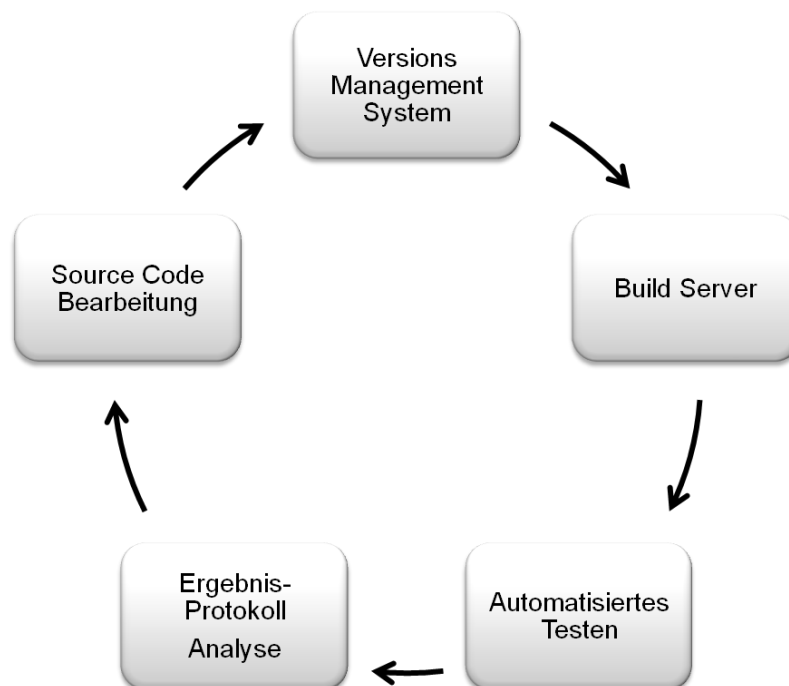 Versions
Management
System
Source Code
Bearbeitung
Build Server
Ergebnis-
Protokoll
Analyse
Automatisiertes
Testen